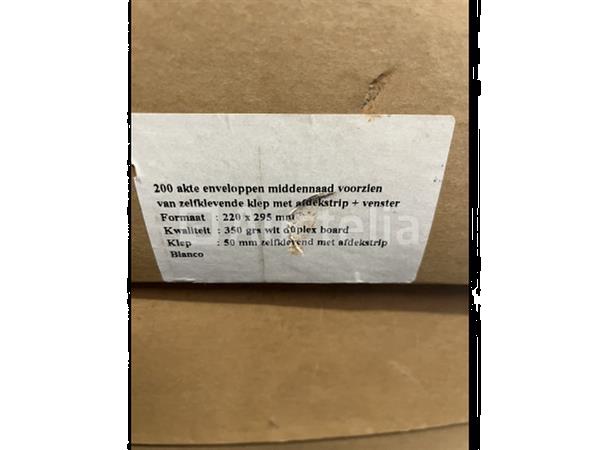 200 akte enveloppen middennaad voorzien
van zelfklevende klep met afdekstrip + venster
Formaat : 220 x 295 mm
Kwaliteit : 350 grs wit duplex board
Klep : 50 mm zelfklevend met afdekstrip
Blanco